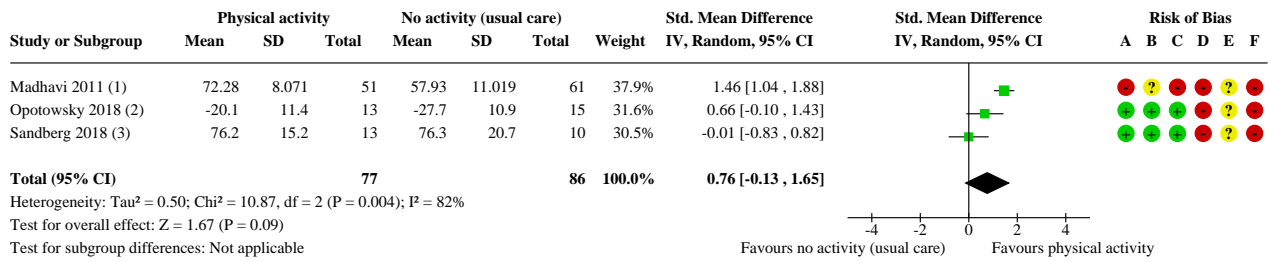 Physical activity No activity (usual care) Std. Mean Difference Std. Mean Difference Risk of Bias
Study or Subgroup Mean SD Total Mean SD Total Weight IV, Random, 95% CI IV, Random, 95% CI A B C D E F
Madhavi 2011 (1) 72.28 8.071 51 57.93 11.019 61 37.9% 1.46 [1.04 , 1.88] - ? - - ? -
Opotowsky 2018 (2) -20.1 11.4 13 -27.7 10.9 15 31.6% 0.66 [-0.10 , 1.43] + + + - ? -
Sandberg 2018 (3) 76.2 15.2 13 76.3 20.7 10 30.5% -0.01 [-0.83 , 0.82] + + + - ? -
Total (95% CI) 77 86 100.0% 0.76 [-0.13 , 1.65]
Heterogeneity: Tau² = 0.50; Chi² = 10.87, df = 2 (P = 0.004); I² = 82%
Test for overall effect: Z = 1.67 (P = 0.09)
-4 -2 0 2 4
Test for subgroup differences: Not applicable Favours no activity (usual care) Favours physical activity